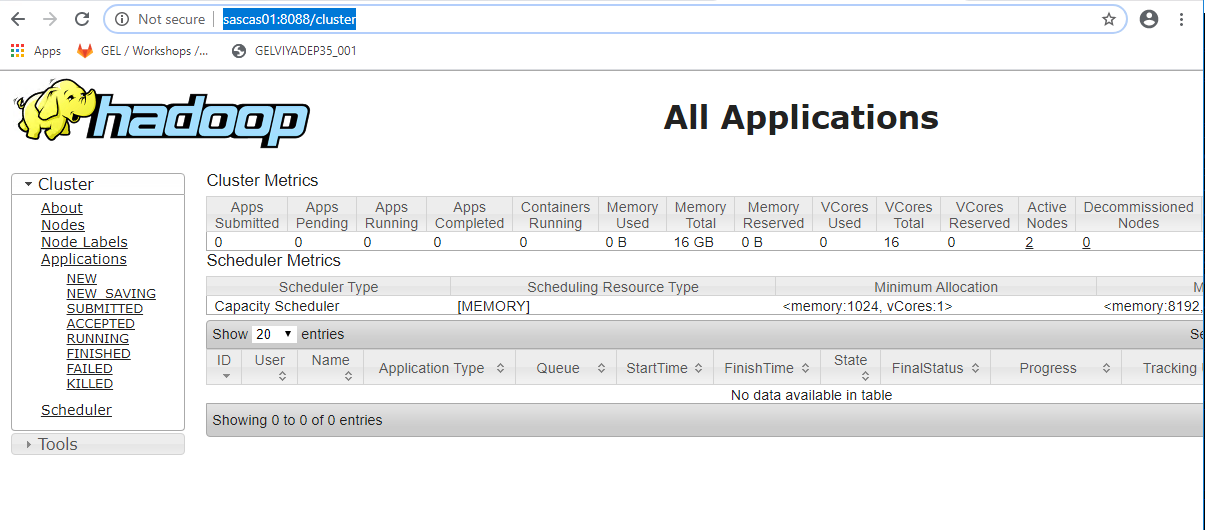 Not secure | sascas01:8088/cluster
Apps GEL / Workshops /... GELVIYADEP35_001
hadoop
All Applications
Cluster
About
Nodes
Node Labels
Applications
NEW
NEW_SAVING
SUBMITTED
ACCEPTED
RUNNING
FINISHED
FAILED
KILLED
Scheduler
Tools
Cluster Metrics
Apps Submitted Apps Pending Apps Running Apps Completed Containers Running Memory Used Memory Total Memory Reserved VCores Used VCores Total VCores Reserved Active Nodes Decommissioned Nodes
0 0 0 0 0 0 B 16 GB 0 B 0 16 0 2 0
Scheduler Metrics
Scheduler Type Scheduling Resource Type Minimum Allocation M
Capacity Scheduler [MEMORY] <memory:1024, vCores:1> <memory:8192,
Show 20 entries Se
ID User Name Application Type Queue StartTime FinishTime State FinalStatus Progress Tracking
No data available in table
Showing 0 to 0 of 0 entries